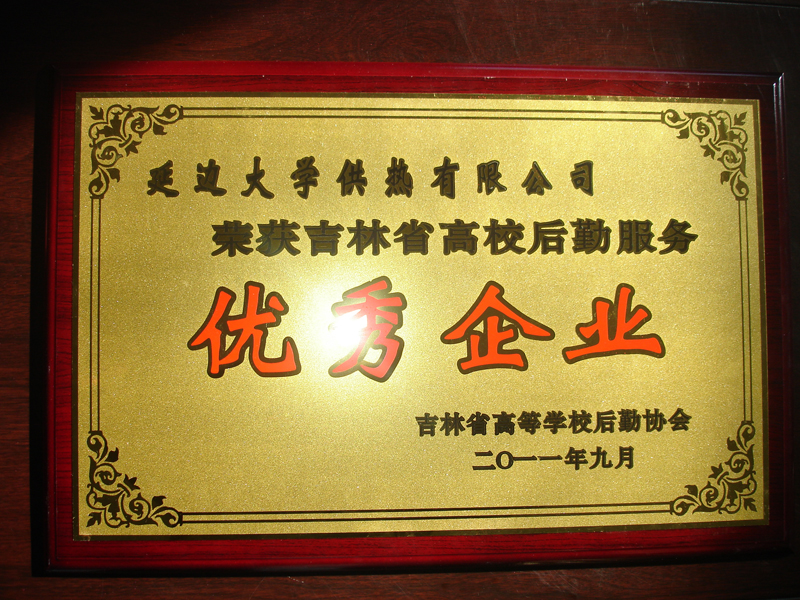 延边大学供热有限公司
荣获吉林省高校后勤服务
优秀企业
吉林省高等学校后勤协会
二〇一一年九月